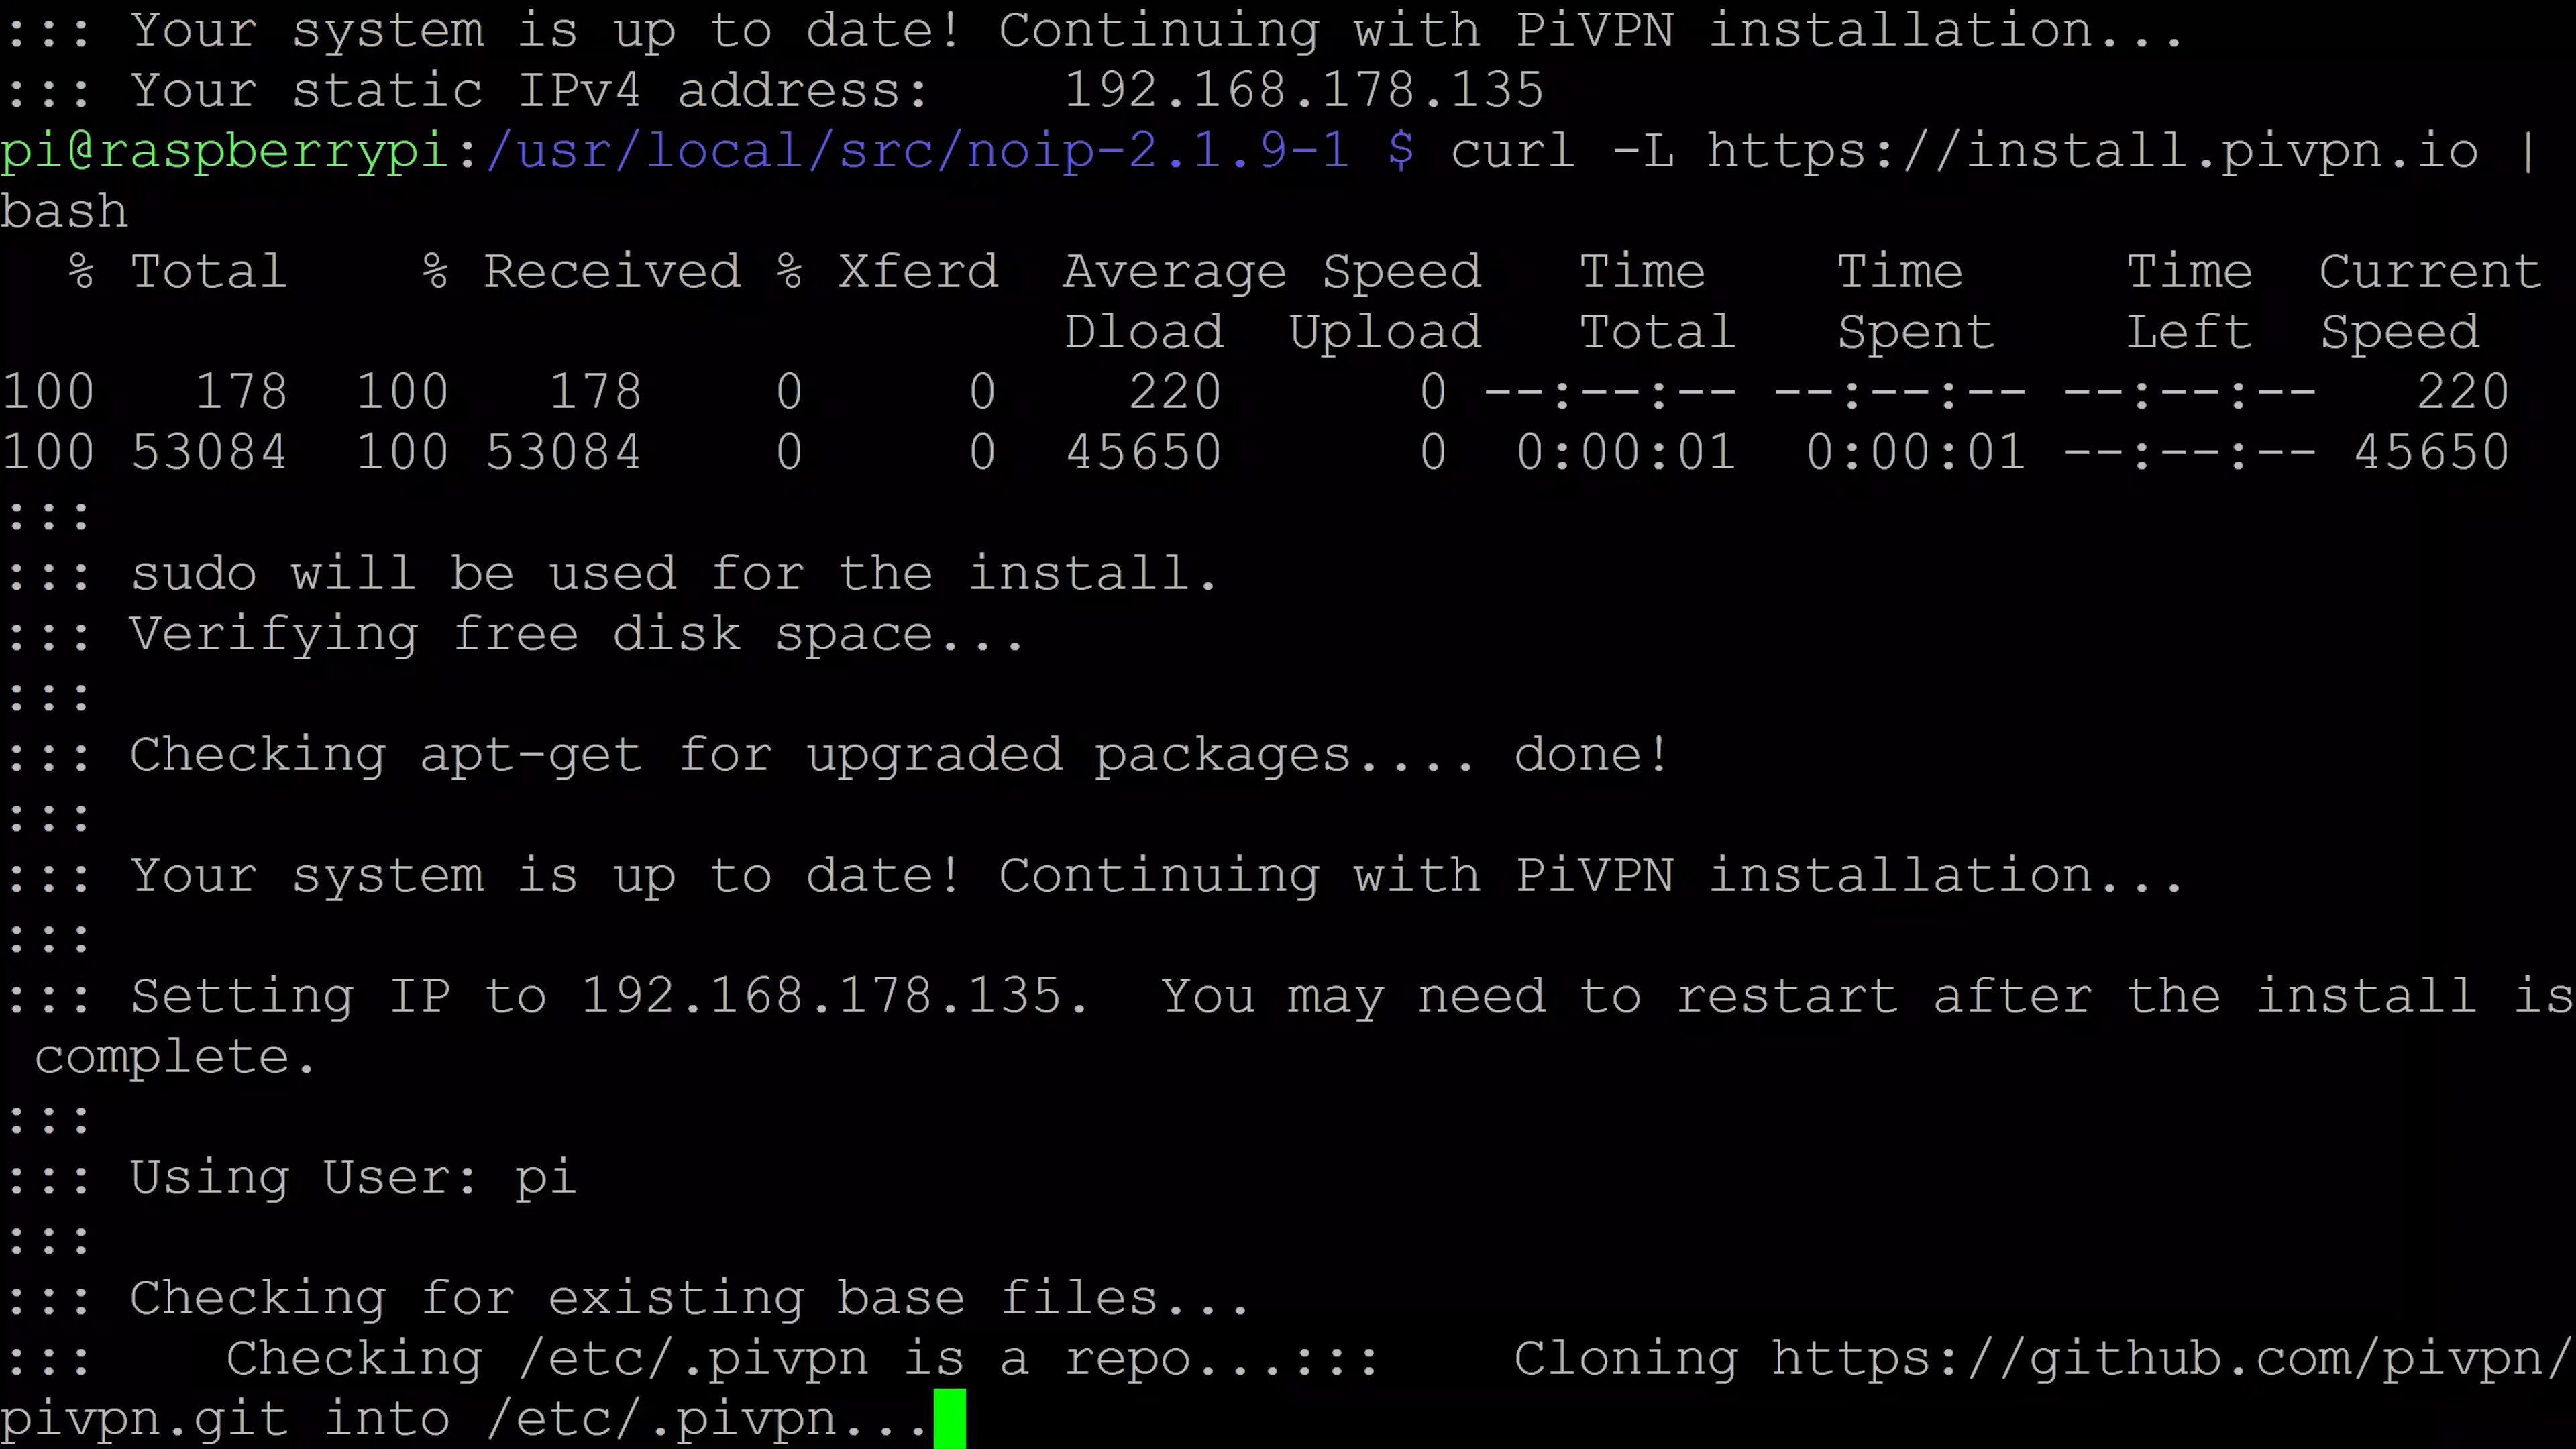 ::: Your system is up to date! Continuing with PiVPN installation...
::: Your static IPv4 address:    192.168.178.135
pi@raspberrypi:/usr/local/src/noip-2.1.9-1 $ curl -L https://install.pivpn.io |
bash
  % Total    % Received % Xferd  Average Speed   Time    Time     Time  Current
                                 Dload  Upload   Total   Spent    Left  Speed
100   178  100   178    0     0    220      0 --:--:-- --:--:-- --:--:--   220
100 53084  100 53084    0     0  45650      0  0:00:01  0:00:01 --:--:-- 45650
:::
::: sudo will be used for the install.
::: Verifying free disk space...
:::
::: Checking apt-get for upgraded packages.... done!
:::
::: Your system is up to date! Continuing with PiVPN installation...
:::
::: Setting IP to 192.168.178.135.  You may need to restart after the install is
 complete.
:::
::: Using User: pi
:::
::: Checking for existing base files...
:::    Checking /etc/.pivpn is a repo...:::    Cloning https://github.com/pivpn/
pivpn.git into /etc/.pivpn...